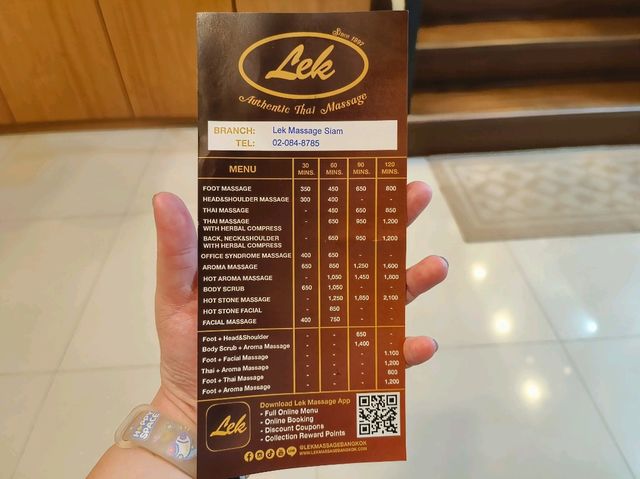 Since 1997
Lek
Authentic Thai Massage
BRANCH: Lek Massage Siam
TEL: 02-084-8785
MENU 30 MINS. 60 MINS. 90 MINS. 120 MINS.
FOOT MASSAGE 350 450 650 800
HEAD&SHOULDER MASSAGE 300 400 - -
THAI MASSAGE - 450 650 850
THAI MASSAGE
WITH HERBAL COMPRESS - 650 950 1,200
BACK, NECK&SHOULDER
WITH HERBAL COMPRESS - 650 950 1,200
OFFICE SYNDROME MASSAGE 400 650 - -
AROMA MASSAGE 650 850 1,250 1,600
HOT AROMA MASSAGE - 1,050 1,450 1,800
BODY SCRUB 650 1,050 - -
HOT STONE MASSAGE - 1,250 1,850 2,100
HOT STONE FACIAL - 850 - -
FACIAL MASSAGE 400 750 - -
Foot + Head&Shoulder - - 650 -
Body Scrub + Aroma Massage - - 1,400 -
Foot + Facial Massage - - - 1,100
Thai + Aroma Massage - - - 1,200
Foot + Thai Massage - - - 800
Foot + Aroma Massage - - - 1,200
Lek
Download Lek Massage App
• Full Online Menu
• Online Booking
• Discount Coupons
• Collection Reward Points
@LEKMASSAGEBANGKOK
WWW.LEKMASSAGEBANGKOK.COM
HAPPY
SPACE